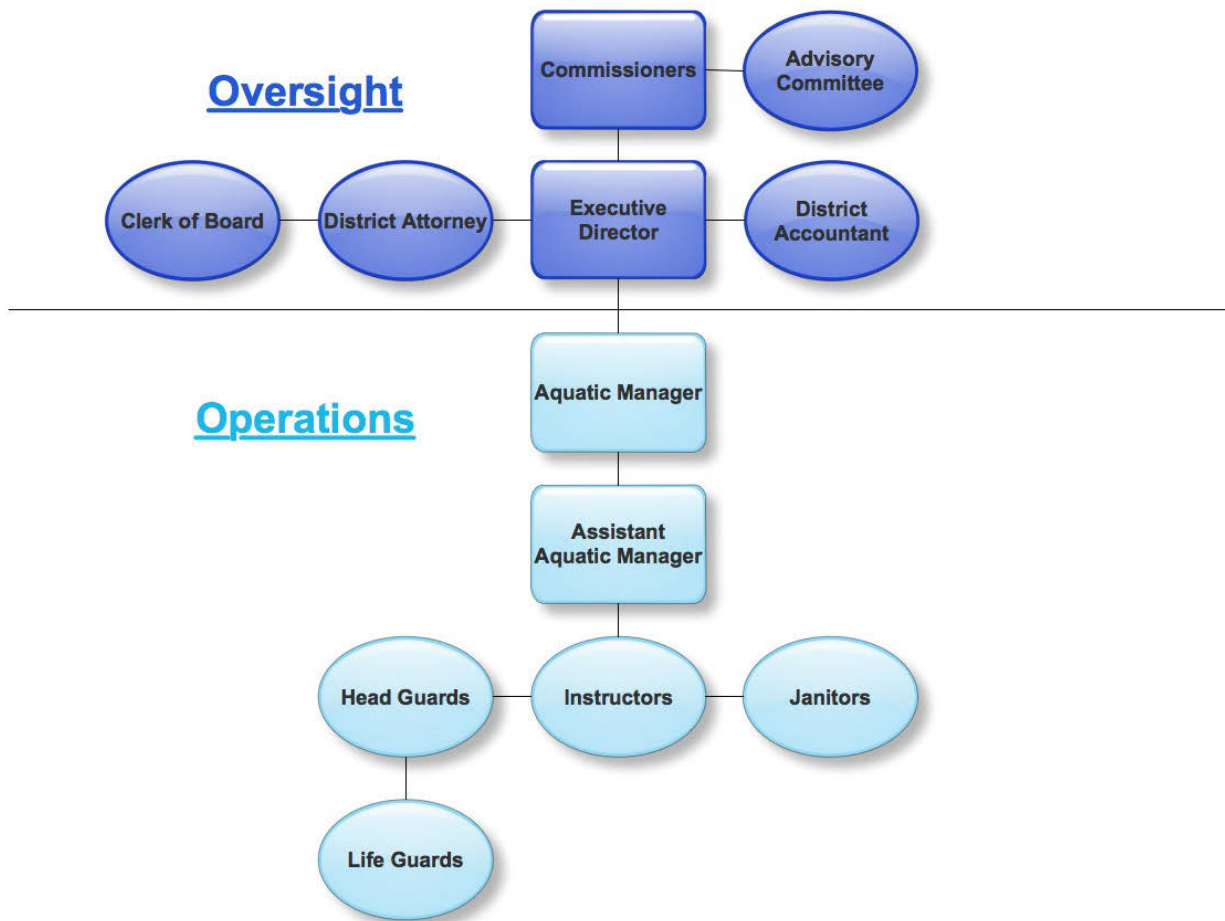 Oversight
Commissioners
Advisory
Committee
Clerk of Board
District Attorney
Executive
Director
District
Accountant
Operations
Aquatic Manager
Assistant
Aquatic Manager
Head Guards
Instructors
Janitors
Life Guards